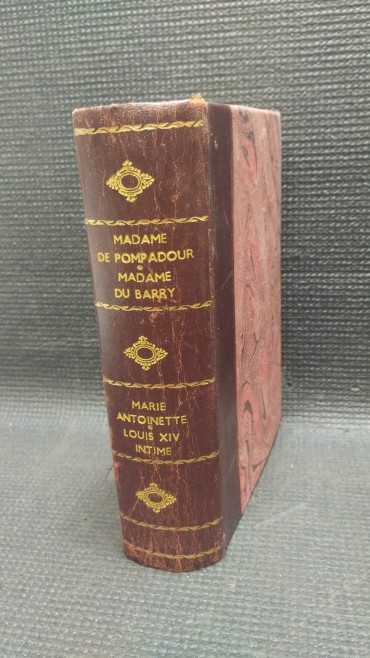 MADAME
DE POMPADOUR
MADAME
DU BARRY
MARIE
ANTOINETTE
LOUIS XIV
INTIME